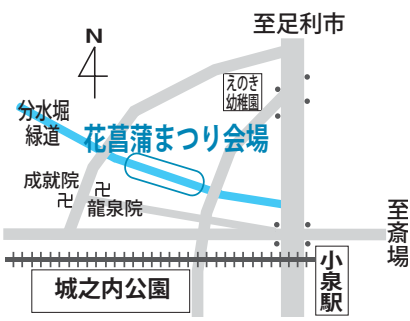 至足利市
N
えのき
幼稚園
分水堀
緑道
花菖蒲まつり会場
成就院
卍
卍
龍泉院
至斎場
小泉駅
城之内公園